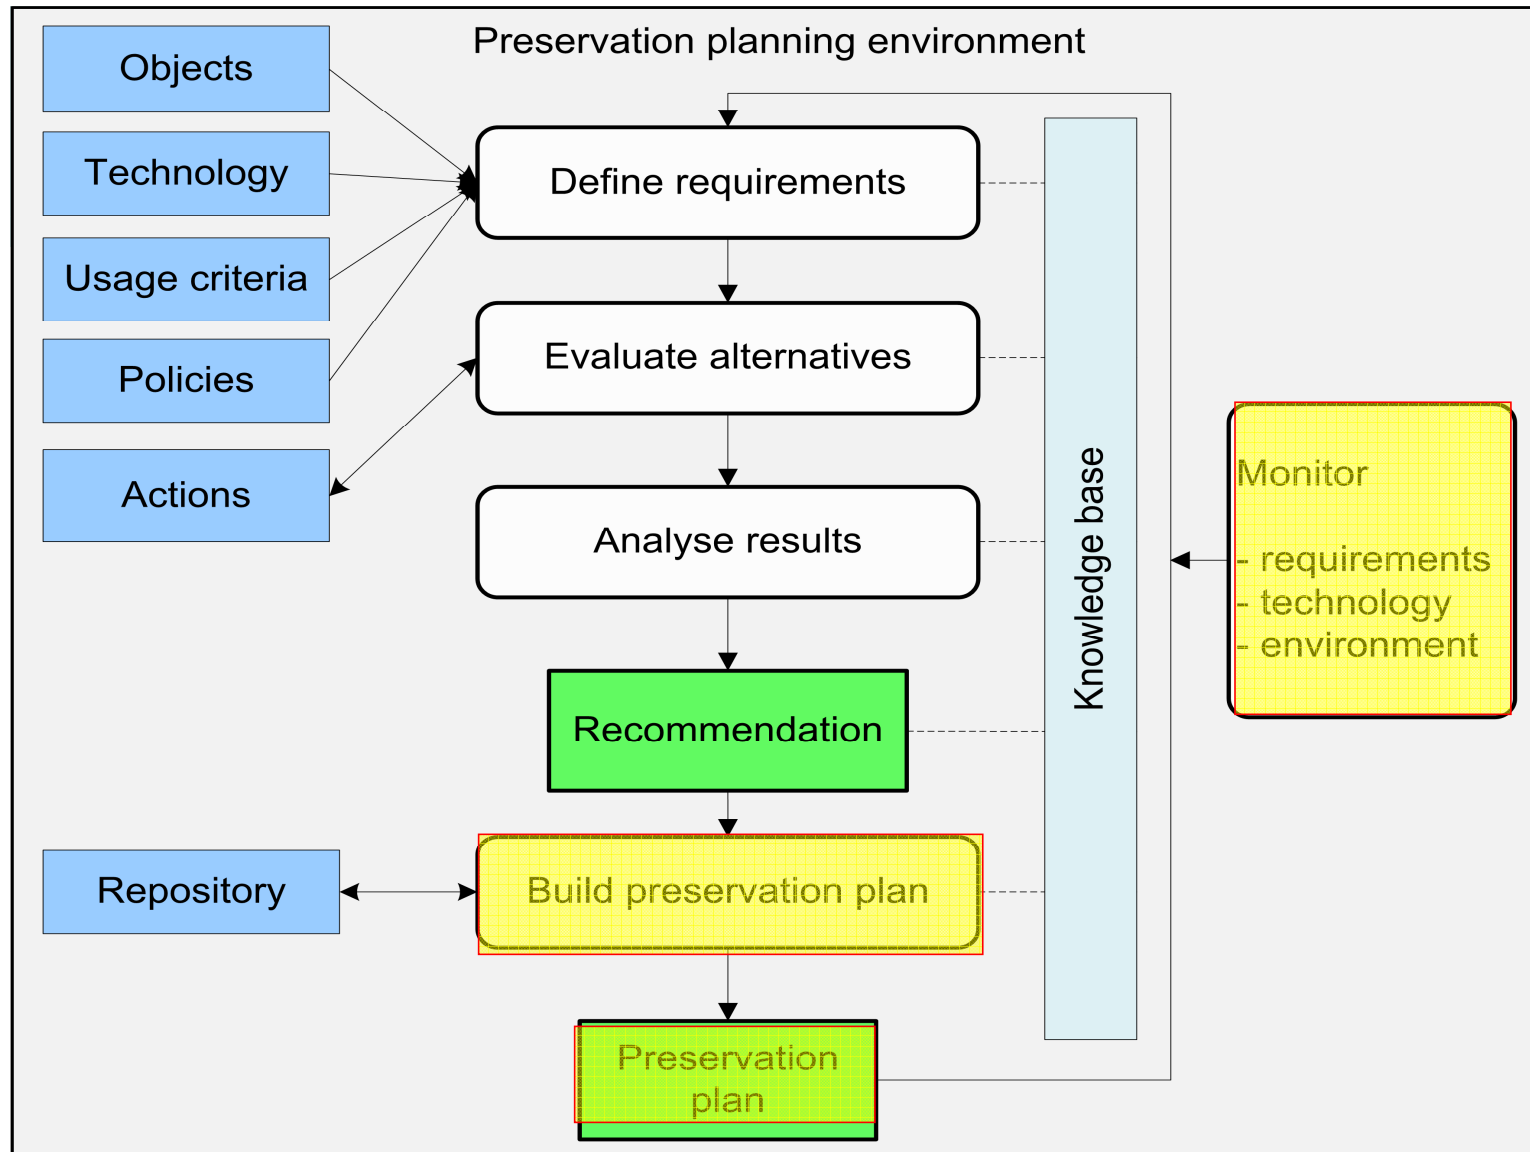 Preservation planning environment
Objects
Technology
Usage criteria
Policies
Actions
Repository
Define requirements
Evaluate alternatives
Analyse results
Recommendation
Build preservation plan
Preservation
plan
Knowledge base
Monitor
- requirements
- technology
- environment